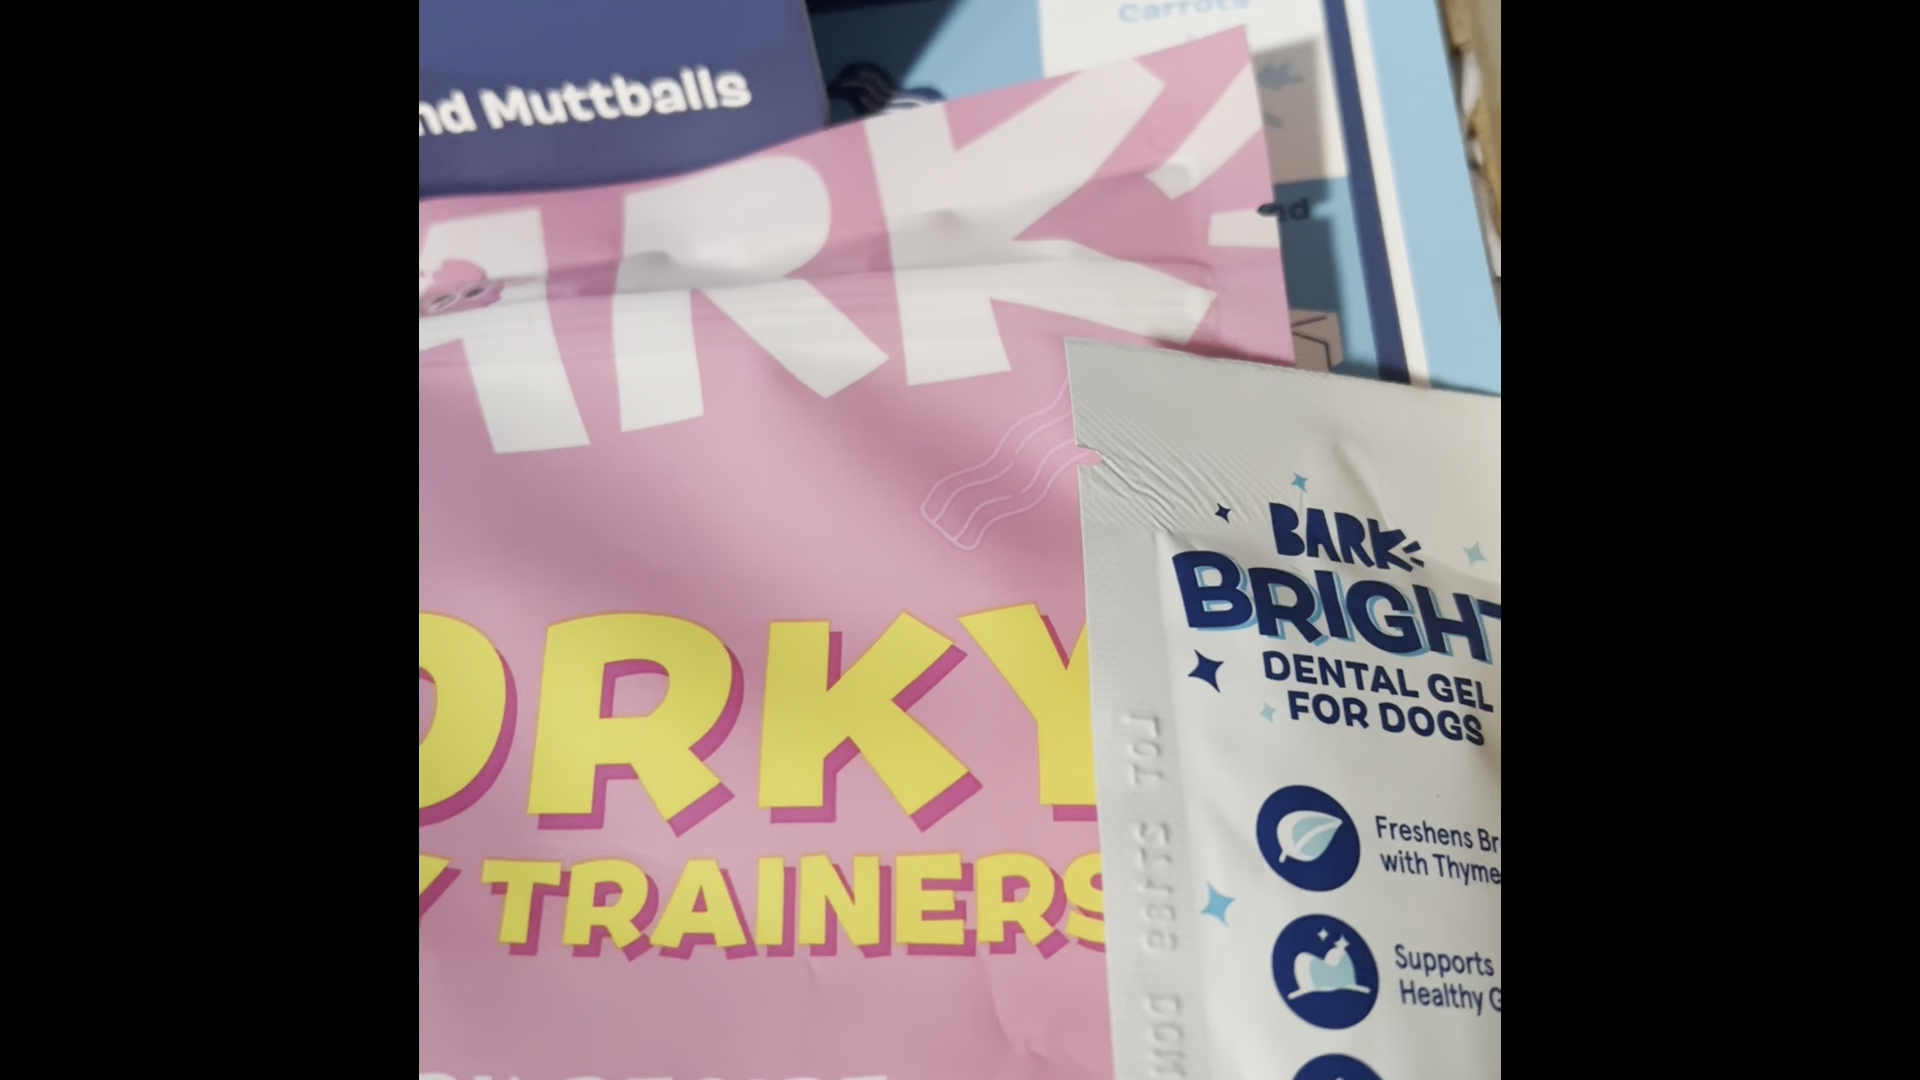 Carrots
nd Muttballs
ARK
nd
ORKY
Y TRAINERS
BARK
BRIGHT
DENTAL GEL
FOR DOGS
Freshens Br
with Thyme
Supports
Healthy G
LOT